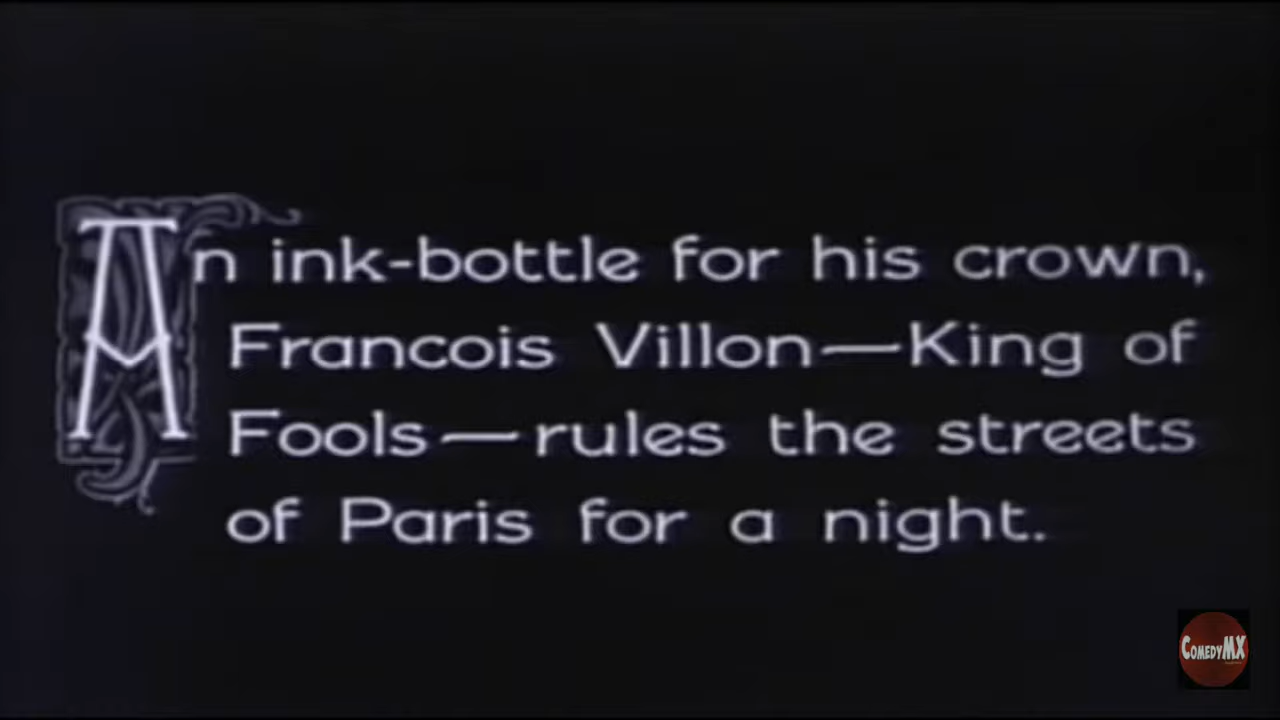 An ink-bottle for his crown,
Francois Villon—King of
Fools—rules the streets
of Paris for a night.
COMEDYMX